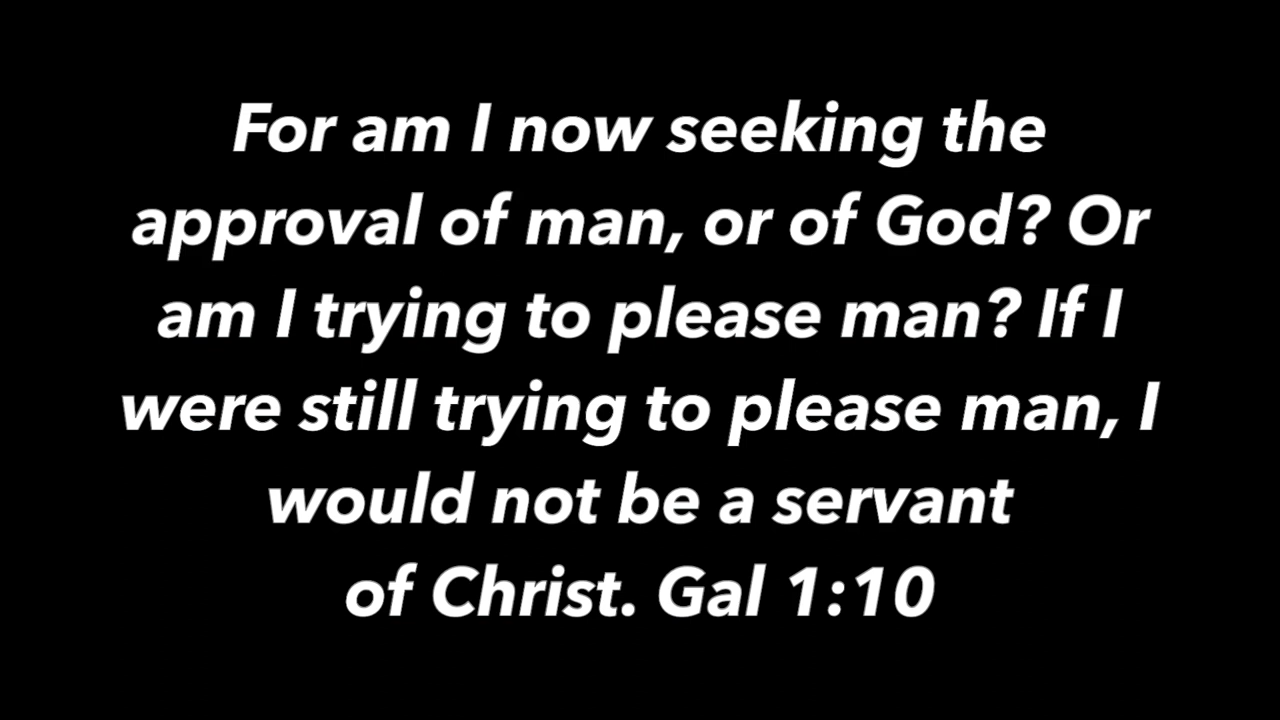 For am I now seeking the
approval of man, or of God? Or
am I trying to please man? If I
were still trying to please man, I
would not be a servant
of Christ. Gal 1:10